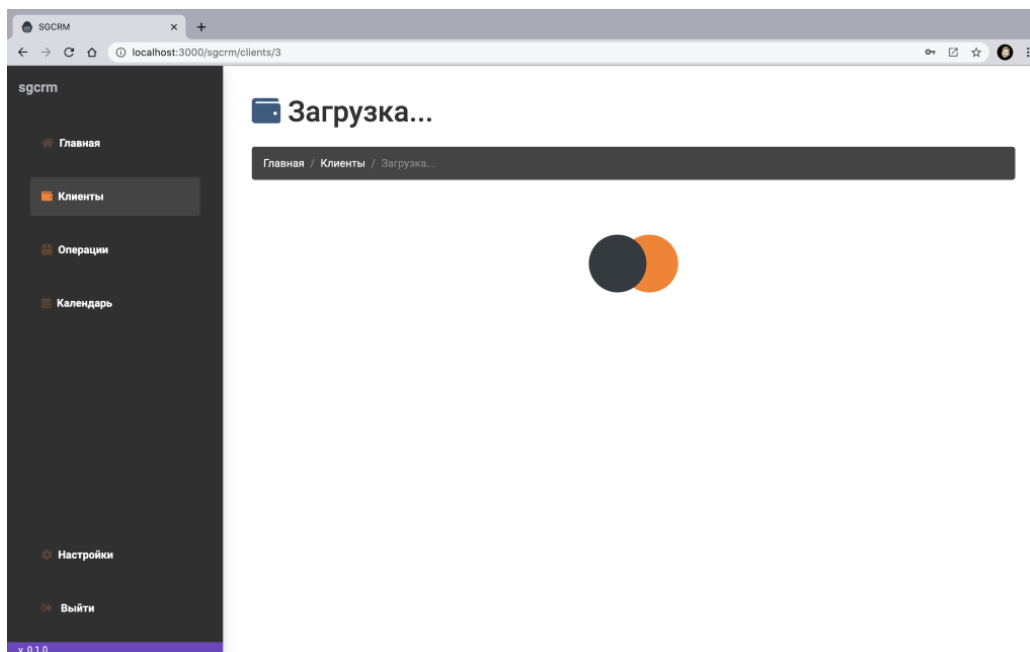 SGCRM
localhost:3000/sgcrm/clients/3
sgcrm
Загрузка...
Главная
Главная / Клиенты / Загрузка...
Клиенты
Операции
Календарь
Настройки
Выйти
v 0.1.0